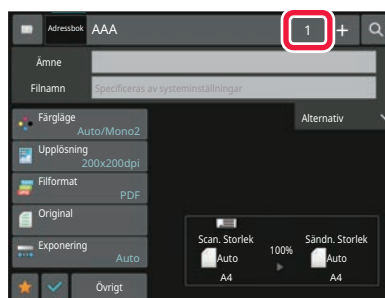 Adressbok AAA 1 +
Ämne
Filnamn Specificeras av systeminställningar
Färgläge
Auto/Mono2
Alternativ
Upplösning
200x200dpi
Filformat
PDF
Original
Exponering
Auto
Scan. Storlek
Auto
A4
100%
Sändn. Storlek
Auto
A4
Övrigt